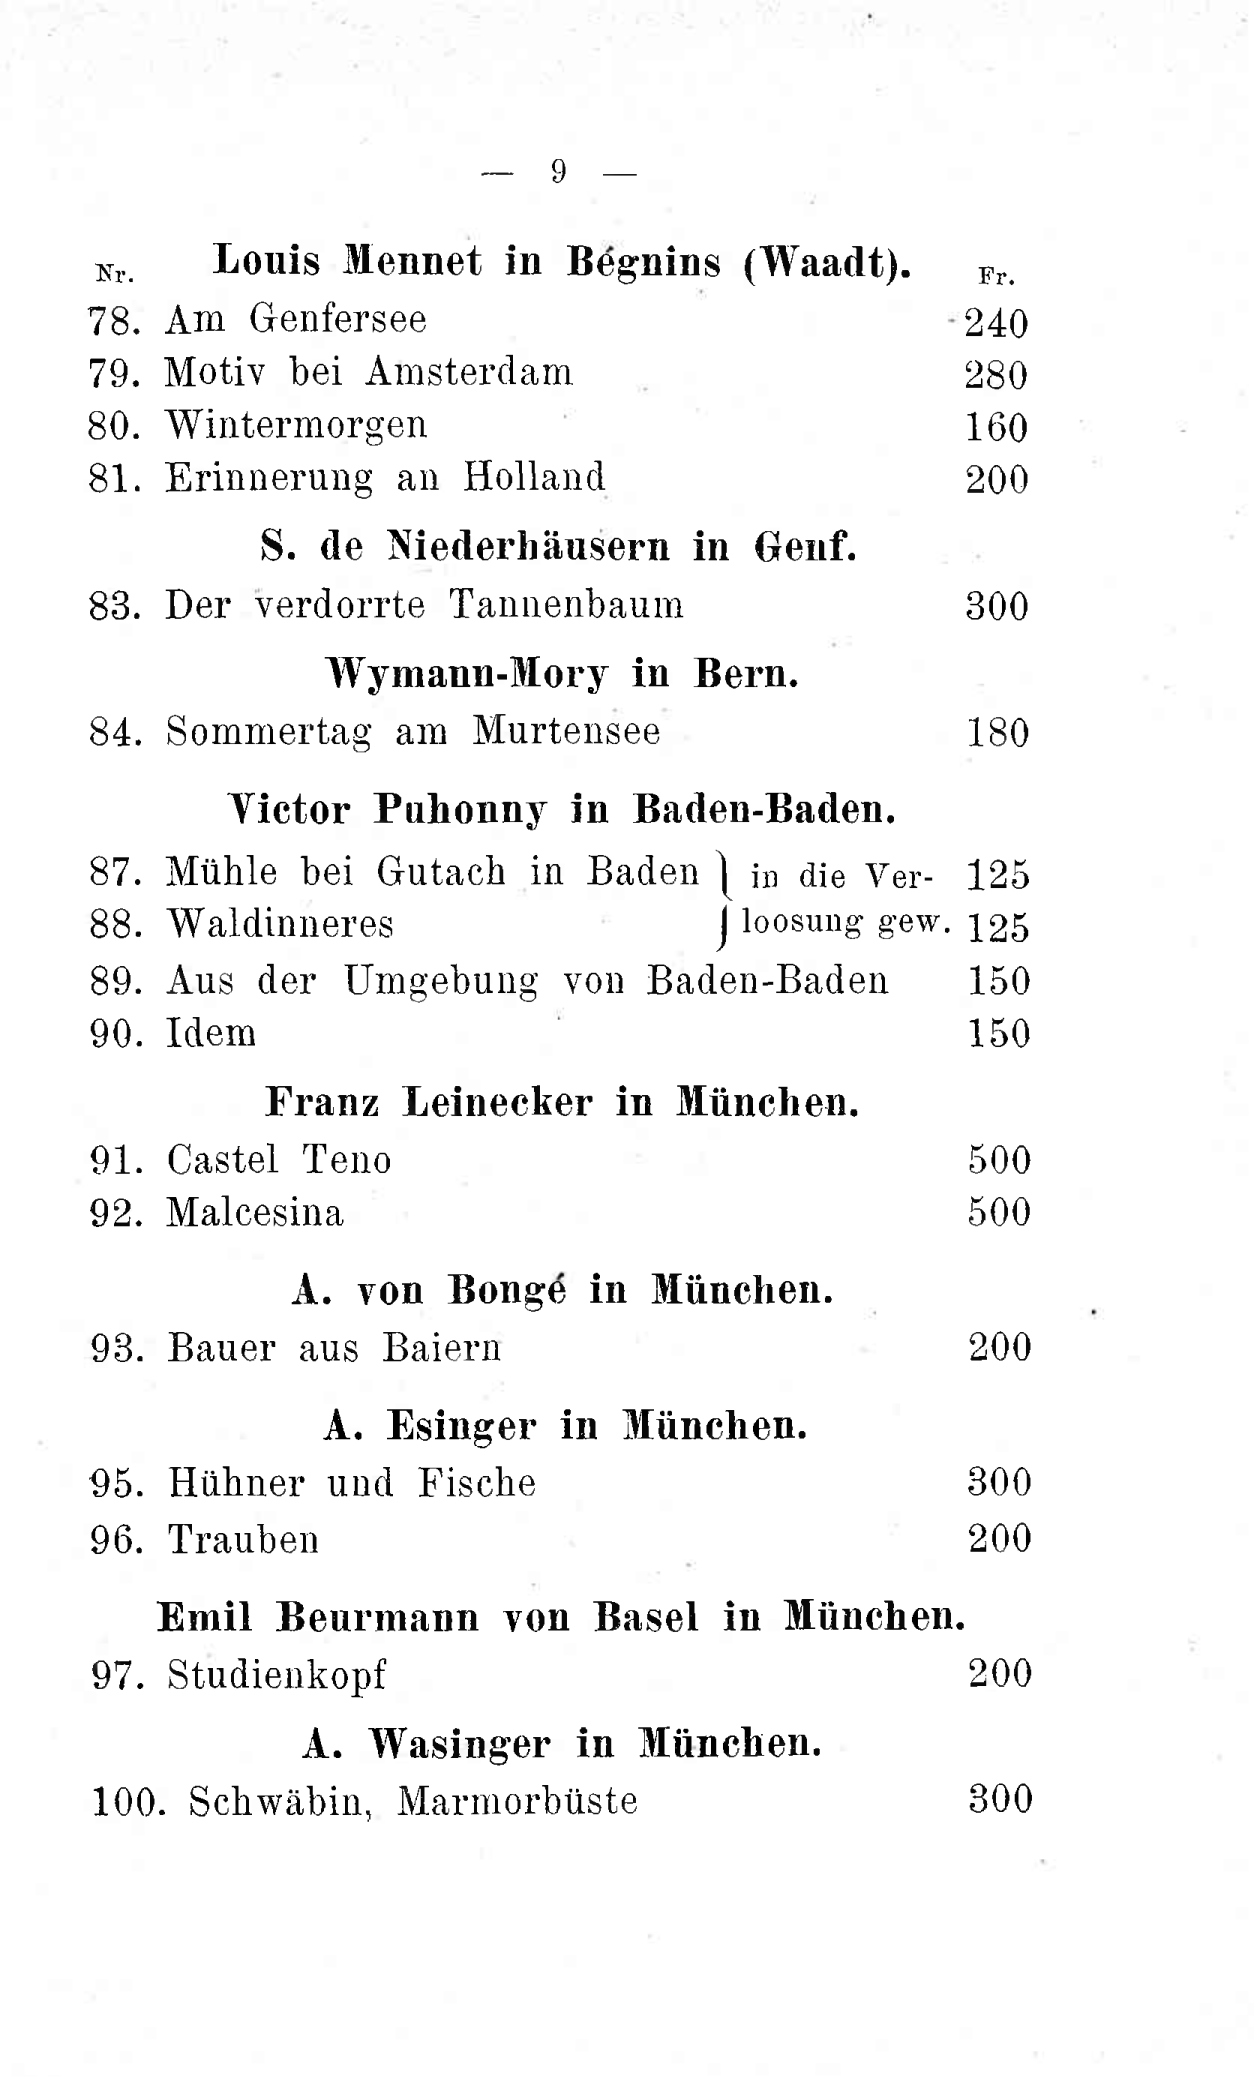 — 9 —
Nr. Louis Mennet in Bégnins (Waadt). Fr.
78. Am Genfersee 240
79. Motiv bei Amsterdam 280
80. Wintermorgen 160
81. Erinnerung an Holland 200
S. de Niederhäusern in Genf.
83. Der verdorrte Tannenbaum 300
Wymann-Mory in Bern.
84. Sommertag am Murtensee 180
Victor Puhonny in Baden-Baden.
87. Mühle bei Gutach in Baden } in die Ver- 125
88. Waldinneres } loosung gew. 125
89. Aus der Umgebung von Baden-Baden 150
90. Idem 150
Franz Leinecker in München.
91. Castel Teno 500
92. Malcesina 500
A. von Bongé in München.
93. Bauer aus Baiern 200
A. Esinger in München.
95. Hühner und Fische 300
96. Trauben 200
Emil Beurmann von Basel in München.
97. Studienkopf 200
A. Wasinger in München.
100. Schwäbin, Marmorbüste 300